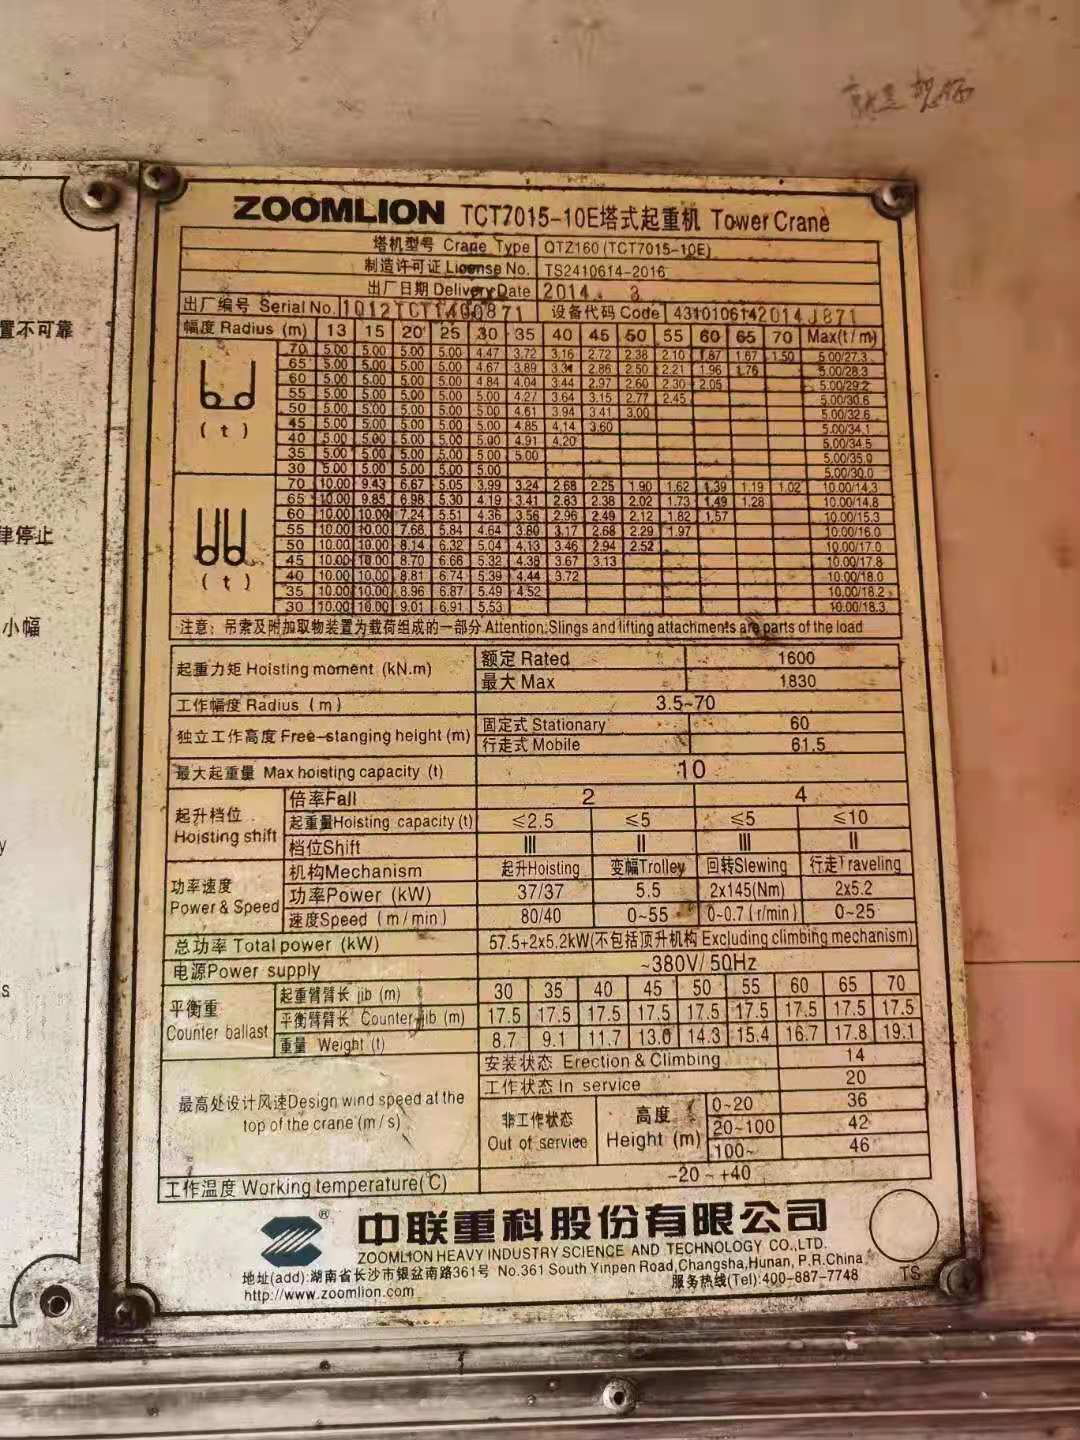 置不可靠
律停止
小幅
y
s
ZOOMLION TCT7015-10E塔式起重机 Tower Crane
塔机型号 Crane Type QTZ160(TCT7015-10E)
制造许可证 License No. TS2410614-2016
出厂日期 Delivery Date 2014. 3
出厂编号 Serial No. 1012TCT1400871 设备代码 Code 4310106142014J871
幅度 Radius (m) 13 15 20 25 30 35 40 45 50 55 60 65 70 Max(t/m)
70 5.00 5.00 5.00 5.00 4.47 3.72 3.16 2.72 2.38 2.10 1.87 1.67 1.50 5.00/27.3
65 5.00 5.00 5.00 5.00 4.67 3.89 3.31 2.86 2.50 2.21 1.96 1.76 5.00/28.3
60 5.00 5.00 5.00 5.00 4.84 4.04 3.44 2.97 2.60 2.30 2.05 5.00/29.2
55 5.00 5.00 5.00 5.00 5.00 4.27 3.64 3.15 2.77 2.45 5.00/30.6
50 5.00 5.00 5.00 5.00 5.00 4.61 3.94 3.41 3.00 5.00/32.6
45 5.00 5.00 5.00 5.00 5.00 4.85 4.14 3.60 5.00/34.1
(t)
40 5.00 5.00 5.00 5.00 5.00 4.91 4.20 5.00/34.5
35 5.00 5.00 5.00 5.00 5.00 5.00 5.00/35.0
30 5.00 5.00 5.00 5.00 5.00 5.00/30.0
70 10.00 9.43 6.67 5.05 3.99 3.24 2.68 2.25 1.90 1.62 1.39 1.19 1.02 10.00/14.3
65 10.00 9.85 6.98 5.30 4.19 3.41 2.83 2.38 2.02 1.73 1.49 1.28 10.00/14.8
60 10.00 10.00 7.24 5.51 4.36 3.56 2.96 2.49 2.12 1.82 1.57 10.00/15.3
55 10.00 10.00 7.66 5.84 4.64 3.80 3.17 2.68 2.29 1.97 10.00/16.0
50 10.00 10.00 8.14 6.32 5.04 4.13 3.46 2.94 2.52 10.00/17.0
45 10.00 10.00 8.70 6.66 5.32 4.38 3.67 3.13 10.00/17.8
(t)
40 10.00 10.00 8.81 6.74 5.39 4.44 3.72 10.00/18.0
35 10.00 10.00 8.96 6.87 5.49 4.52 10.00/18.2
30 10.00 10.00 9.01 6.91 5.53 10.00/18.3
注意：吊索及附加取物装置为载荷组成的一部分 Attention:Slings and lifting attachments are parts of the load
起重力矩 Hoisting moment (kN.m) 额定 Rated 1600
最大 Max 1830
工作幅度 Radius (m) 3.5~70
独立工作高度 Free-stanging height (m) 固定式 Stationary 60
行走式 Mobile 61.5
最大起重量 Max hoisting capacity (t) 10
起升档位 Hoisting shift 倍率Fall 2 4
起重量Hoisting capacity(t) ≤2.5 ≤5 ≤5 ≤10
档位Shift Ⅲ Ⅱ Ⅲ Ⅱ
功率速度 Power & Speed 机构Mechanism 起升Hoisting 变幅Trolley 回转Slewing 行走Traveling
功率Power (kW) 37/37 5.5 2x145(Nm) 2x5.2
速度Speed (m/min) 80/40 0~55 0~0.7 (r/min) 0~25
总功率 Total power (kW) 57.5+2x5.2kW(不包括顶升机构 Excluding climbing mechanism)
电源Power supply ~380V/50Hz
平衡重 Counter ballast 起重臂臂长 jib (m) 30 35 40 45 50 55 60 65 70
平衡臂臂长 Counter jib (m) 17.5 17.5 17.5 17.5 17.5 17.5 17.5 17.5 17.5
重量 Weight (t) 8.7 9.1 11.7 13.0 14.3 15.4 16.7 17.8 19.1
最高处设计风速Design wind speed at the top of the crane (m/s) 安装状态 Erection & Climbing 14
工作状态 In service 20
非工作状态 Out of service 高度 Height (m) 0~20 36
20~100 42
100~ 46
工作温度 Working temperature(℃) -20 ~ +40
中联重科股份有限公司
ZOOMLION HEAVY INDUSTRY SCIENCE AND TECHNOLOGY CO.,LTD.
地址(add):湖南省长沙市银盆南路361号 No.361 South Yinpen Road,Changsha,Hunan, P.R.China
http://www.zoomlion.com 服务热线(Tel):400-887-7748
TS